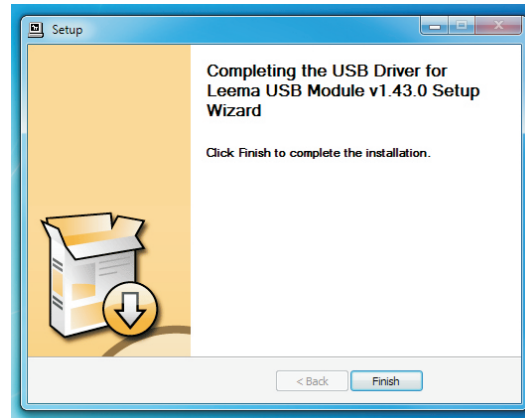 Setup
Completing the USB Driver for
Leema USB Module v1.43.0 Setup
Wizard
Click Finish to complete the installation.
< Back
Finish